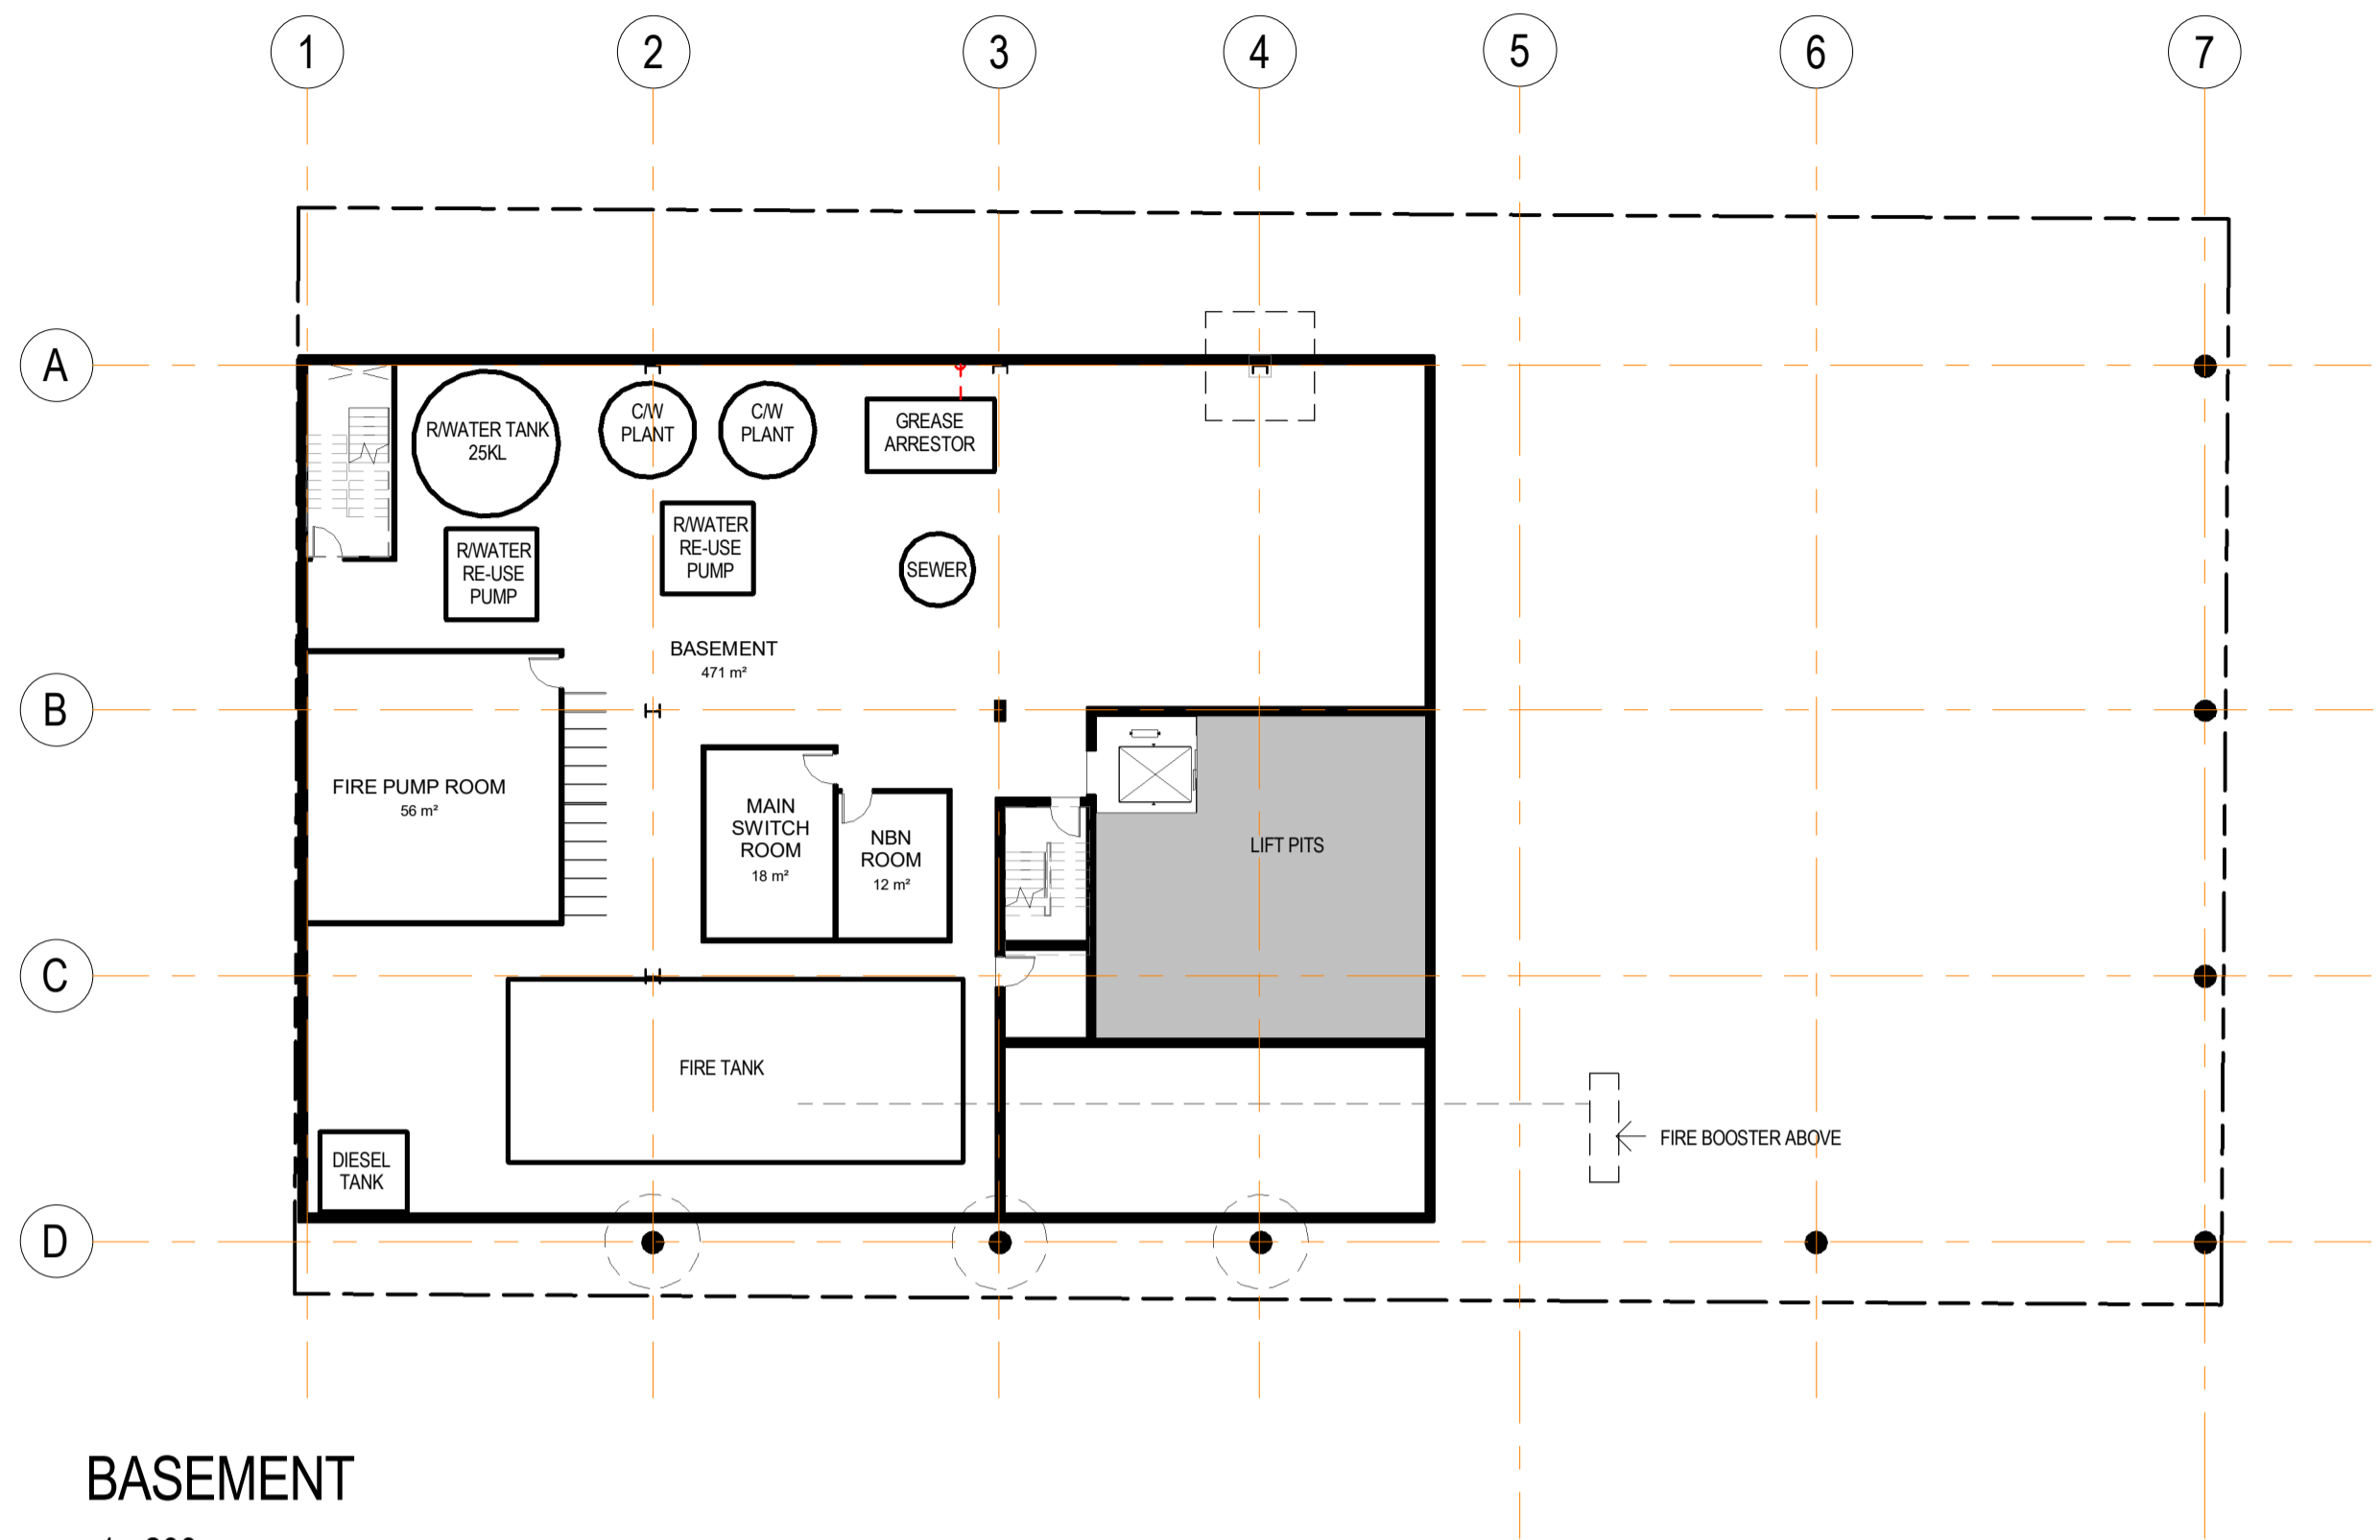 1
2
3
4
5
6
7
A
B
C
D
R/WATER TANK
25KL
C/W
PLANT
C/W
PLANT
GREASE
ARRESTOR
R/WATER
RE-USE
PUMP
R/WATER
RE-USE
PUMP
SEWER
BASEMENT
471 m²
FIRE PUMP ROOM
56 m²
MAIN
SWITCH
ROOM
18 m²
NBN
ROOM
12 m²
LIFT PITS
FIRE TANK
DIESEL
TANK
FIRE BOOSTER ABOVE
BASEMENT